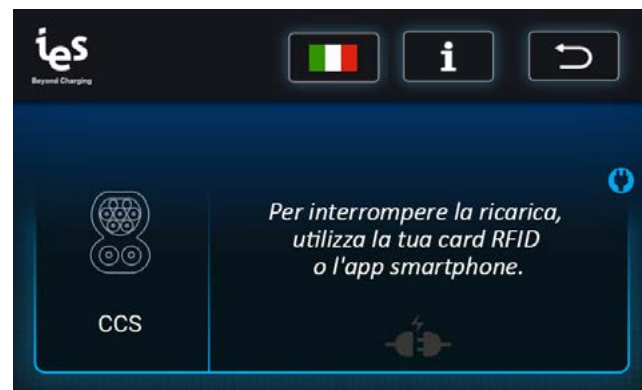 ies
Beyond Charging
i
Per interrompere la ricarica,
utilizza la tua card RFID
o l'app smartphone.
CCS